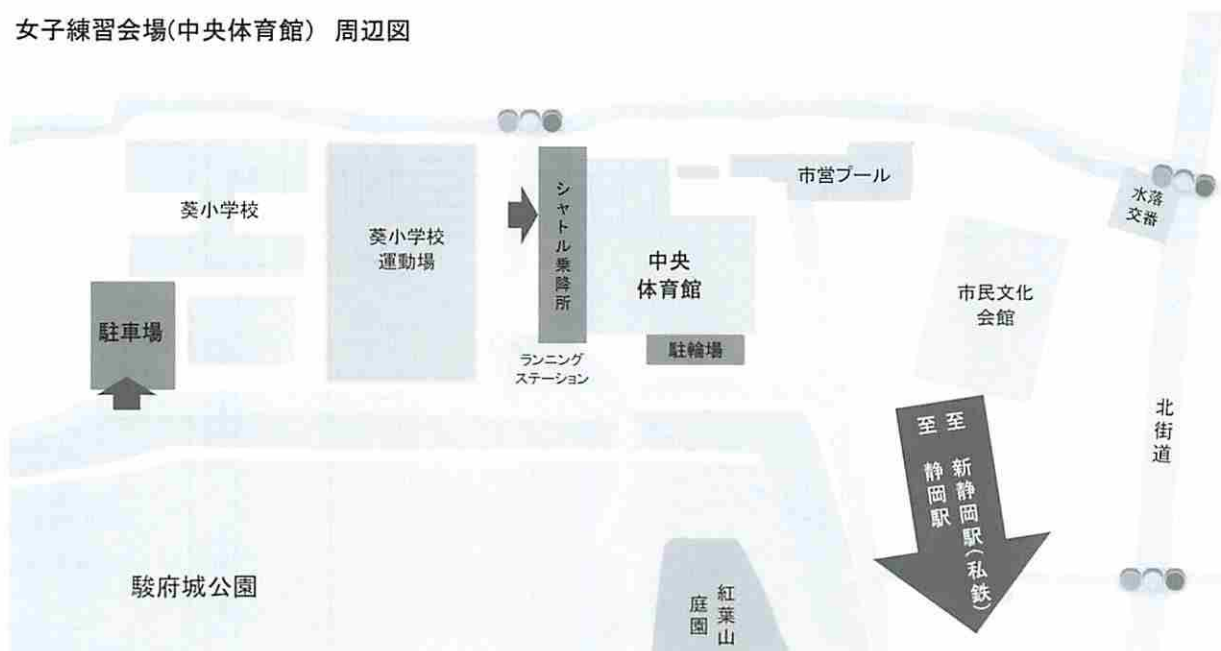 女子練習会場(中央体育館) 周辺図
葵小学校
葵小学校
運動場
シャトル乗降所
中央
体育館
市営プール
水落
交番
市民文化
会館
駐車場
ランニング
ステーション
駐輪場
北街道
至 新静岡駅(私鉄)
至 静岡駅
駿府城公園
紅葉山
庭園